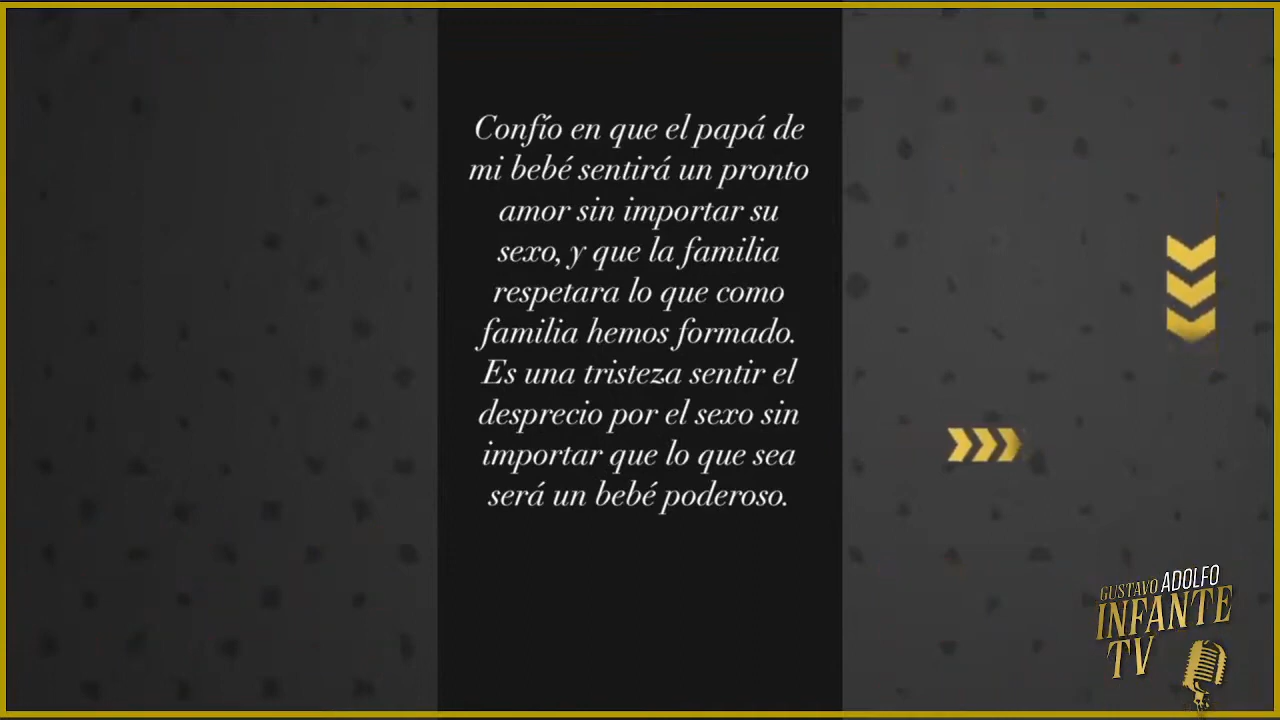 Confío en que el papá de
mi bebé sentirá un pronto
amor sin importar su
sexo, y que la familia
respetara lo que como
familia hemos formado.
Es una tristeza sentir el
desprecio por el sexo sin
importar que lo que sea
será un bebé poderoso.
GUSTAVO ADOLFO
INFANTE
TV